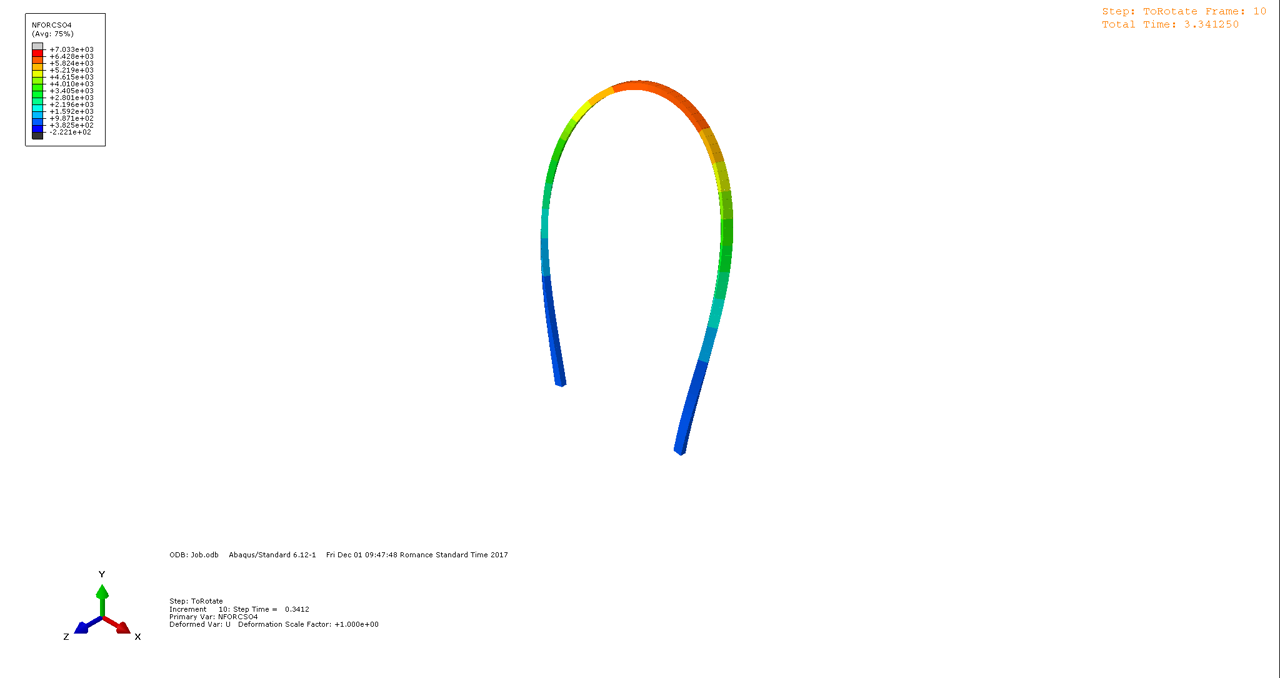 NFORCSO4
(Avg: 75%)
+7.033e+03
+6.428e+03
+5.824e+03
+5.219e+03
+4.615e+03
+4.010e+03
+3.405e+03
+2.801e+03
+2.196e+03
+1.592e+03
+9.871e+02
+3.825e+02
-2.221e+02
Step: ToRotate Frame: 10
Total Time: 3.341250
ODB: Job.odb Abaqus/Standard 6.12-1 Fri Dec 01 09:47:48 Romance Standard Time 2017
Y
Z
X
Step: ToRotate
Increment 10: Step Time = 0.3412
Primary Var: NFORCSO4
Deformed Var: U Deformation Scale Factor: +1.000e+00